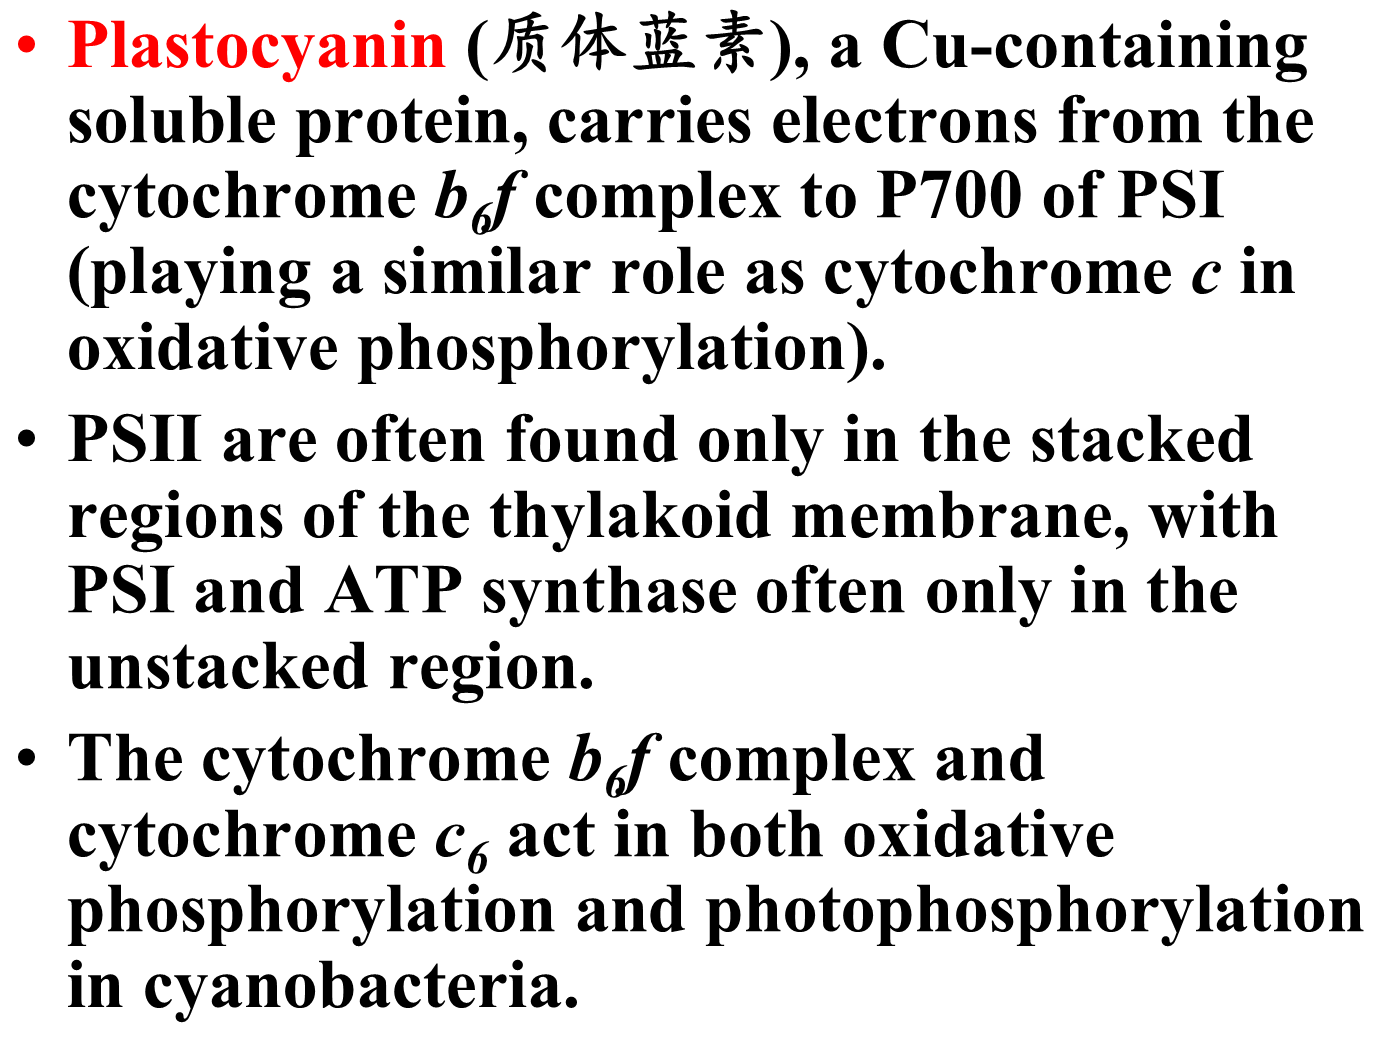 • Plastocyanin (质体蓝素), a Cu-containing
soluble protein, carries electrons from the
cytochrome b₆f complex to P700 of PSI
(playing a similar role as cytochrome c in
oxidative phosphorylation).
• PSII are often found only in the stacked
regions of the thylakoid membrane, with
PSI and ATP synthase often only in the
unstacked region.
• The cytochrome b₆f complex and
cytochrome c₆ act in both oxidative
phosphorylation and photophosphorylation
in cyanobacteria.